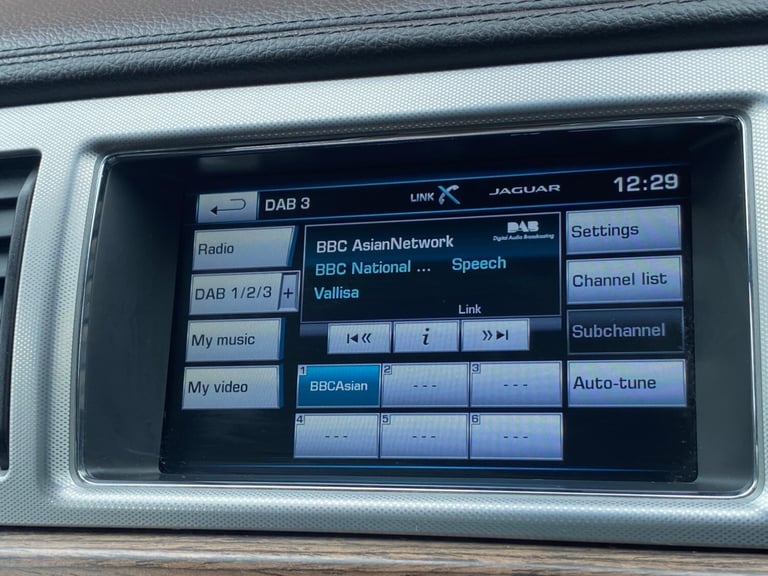 DAB 3
LINK
JAGUAR
12:29
Radio
DAB 1/2/3 +
My music
My video
DAB
Digital Audio Broadcasting
BBC AsianNetwork
BBC National ... Speech
Vallisa
Link
i
Settings
Channel list
Subchannel
Auto-tune
1 BBCAsian
2 ---
3 ---
4 ---
5 ---
6 ---